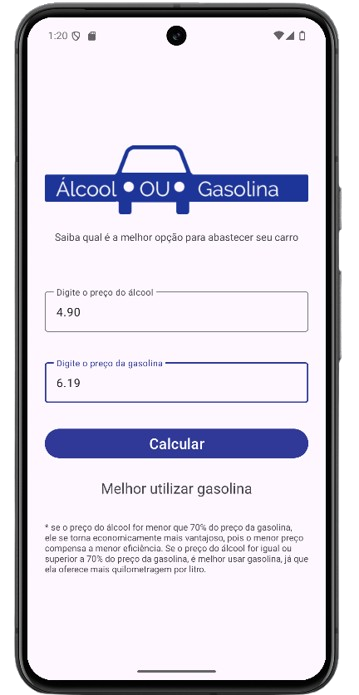 1:20
Álcool OU Gasolina
Saiba qual é a melhor opção para abastecer seu carro
Digite o preço do álcool
4.90
Digite o preço da gasolina
6.19
Calcular
Melhor utilizar gasolina
* se o preço do álcool for menor que 70% do preço da gasolina,
ele se torna economicamente mais vantajoso, pois o menor preço
compensa a menor eficiência. Se o preço do álcool for igual ou
superior a 70% do preço da gasolina, é melhor usar gasolina, já que
ela oferece mais quilometragem por litro.